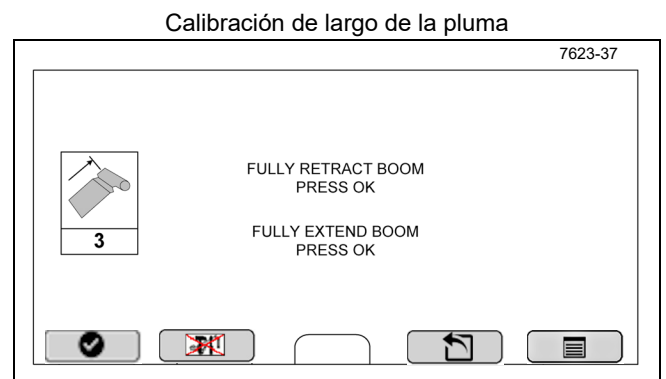 Calibración de largo de la pluma
7623-37
FULLY RETRACT BOOM
PRESS OK
3
FULLY EXTEND BOOM
PRESS OK